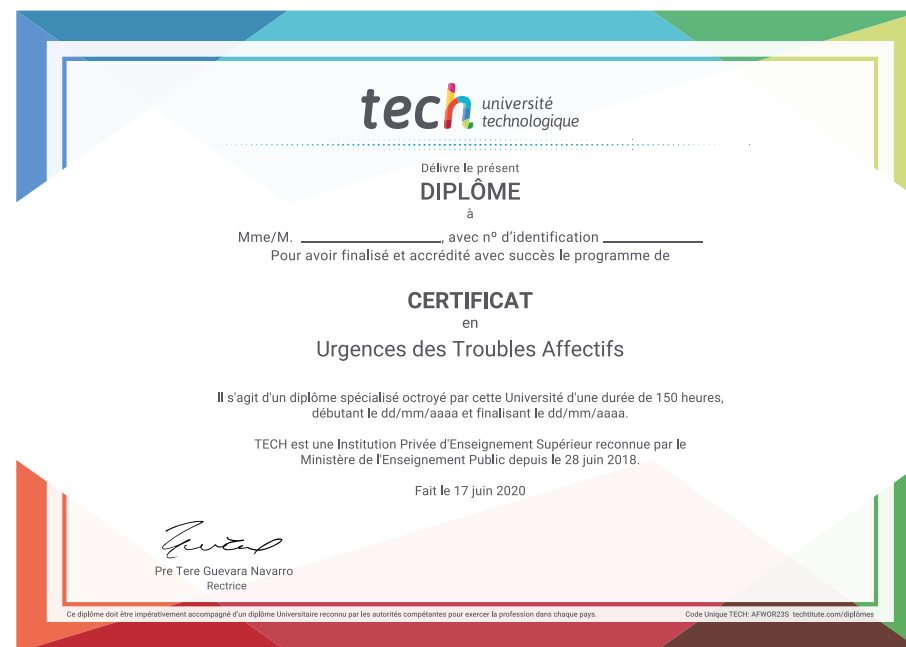 tech université
technologique
Délivre le présent
DIPLÔME
à
Mme/M. ____________________, avec nº d'identification ______________
Pour avoir finalisé et accrédité avec succès le programme de
CERTIFICAT
en
Urgences des Troubles Affectifs
Il s'agit d'un diplôme spécialisé octroyé par cette Université d'une durée de 150 heures,
débutant le dd/mm/aaaa et finalisant le dd/mm/aaaa.
TECH est une Institution Privée d'Enseignement Supérieur reconnue par le
Ministère de l'Enseignement Public depuis le 28 juin 2018.
Fait le 17 juin 2020
Pre Tere Guevara Navarro
Rectrice
Ce diplôme doit être impérativement accompagné d'un diplôme Universitaire reconnu par les autorités compétantes pour exercer la profession dans chaque pays.
Code Unique TECH: AFWOR23S techtitute.com/diplômes